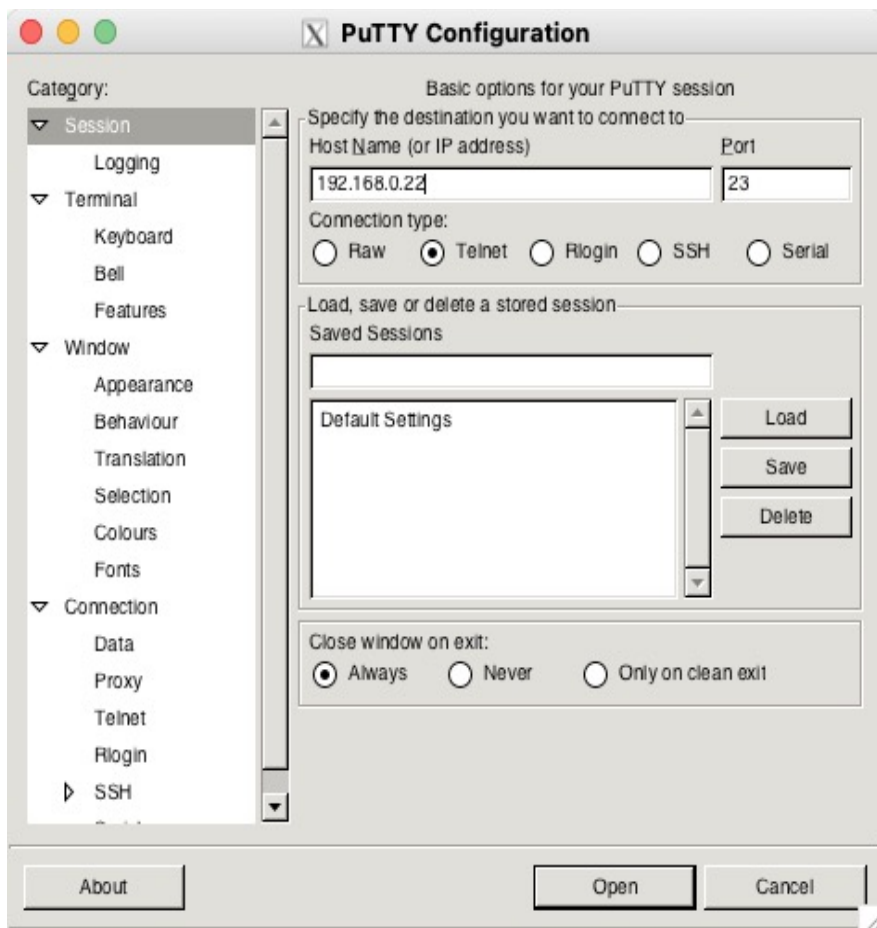 PuTTY Configuration
Category:
Session
Logging
Terminal
Keyboard
Bell
Features
Window
Appearance
Behaviour
Translation
Selection
Colours
Fonts
Connection
Data
Proxy
Telnet
Rlogin
SSH
Basic options for your PuTTY session
Specify the destination you want to connect to
Host Name (or IP address) Port
192.168.0.22 23
Connection type:
Raw Telnet Rlogin SSH Serial
Load, save or delete a stored session
Saved Sessions
Default Settings
Load
Save
Delete
Close window on exit:
Always Never Only on clean exit
About Open Cancel